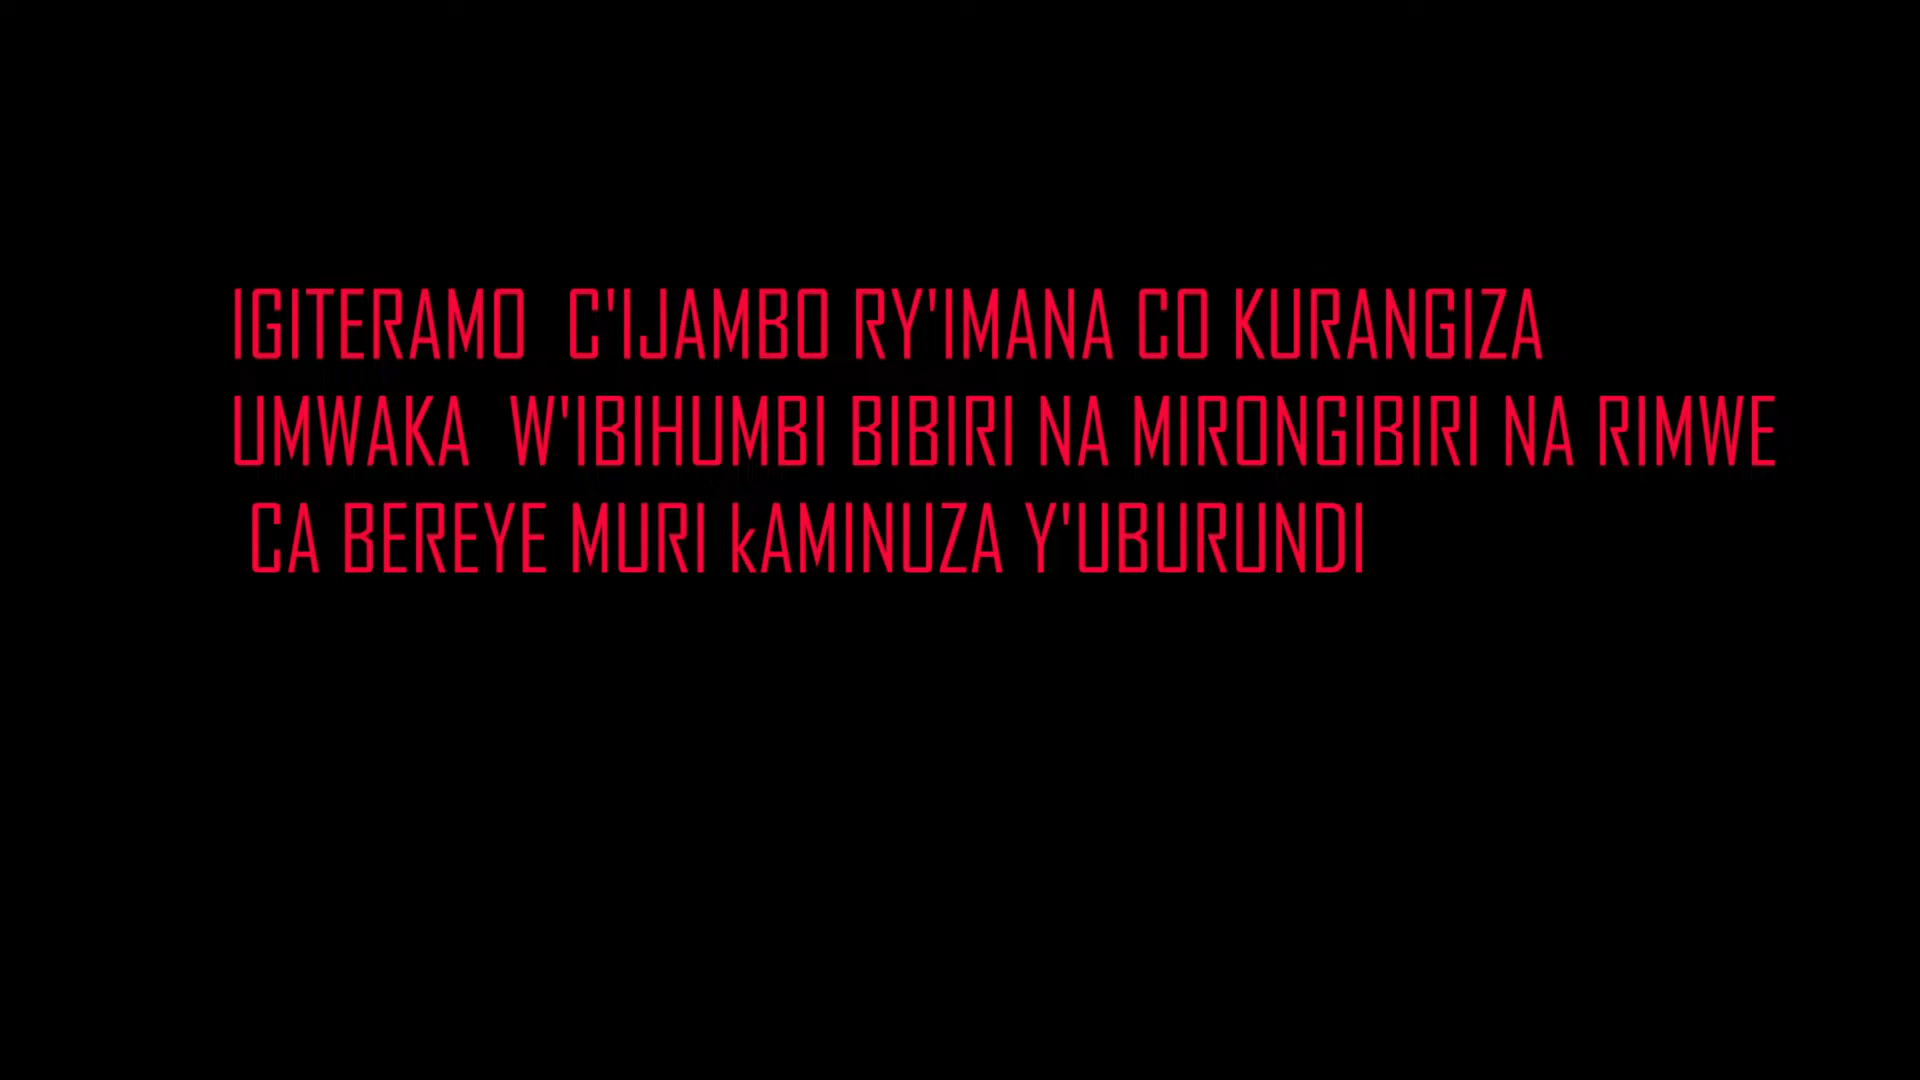 IGITERAMO  C'IJAMBO RY'IMANA CO KURANGIZA
UMWAKA  W'IBIHUMBI BIBIRI NA MIRONGIBIRI NA RIMWE
CA BEREYE MURI kAMINUZA Y'UBURUNDI